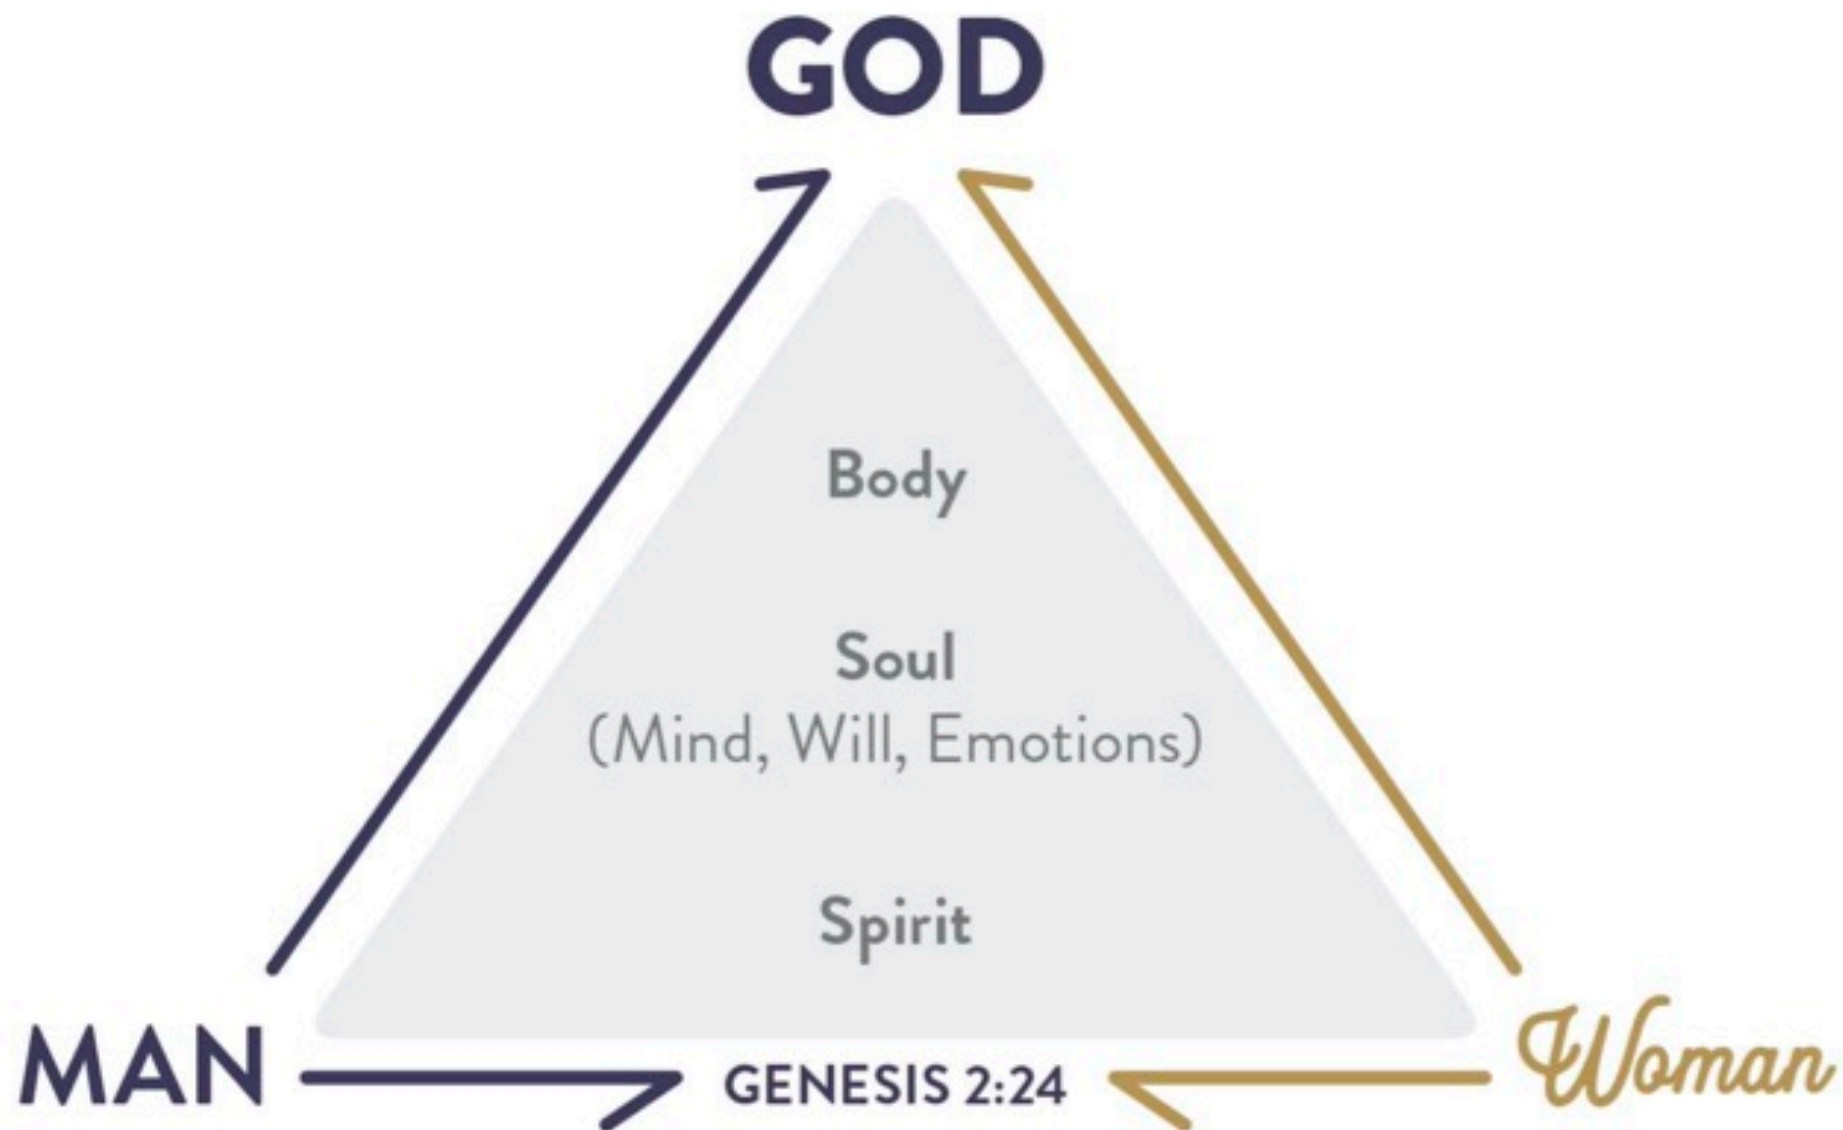 GOD
Body
Soul
(Mind, Will, Emotions)
Spirit
MAN
GENESIS 2:24
Woman